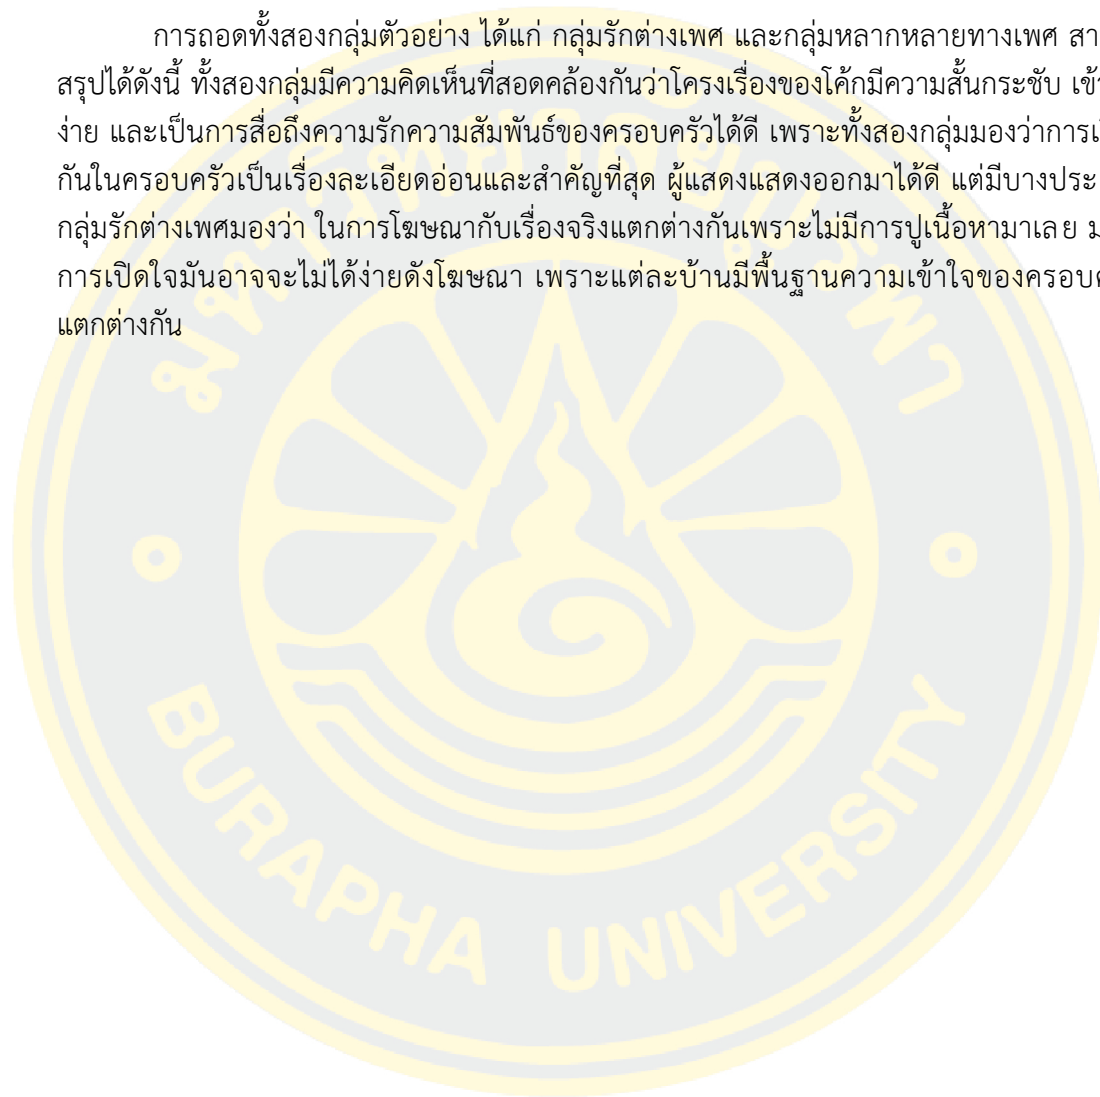 การถอดทั้งสองกลุ่มตัวอย่าง ได้แก่ กลุ่มรักต่างเพศ และกลุ่มหลากหลายทางเพศ สา
สรุปได้ดังนี้ ทั้งสองกลุ่มมีความคิดเห็นที่สอดคล้องกันว่าโครงเรื่องของโค้กมีความสั้นกระชับ เข้
ง่าย และเป็นการสื่อถึงความรักความสัมพันธ์ของครอบครัวได้ดี เพราะทั้งสองกลุ่มมองว่าการเ
กันในครอบครัวเป็นเรื่องละเอียดอ่อนและสำคัญที่สุด ผู้แสดงแสดงออกมาได้ดี แต่มีบางประ
กลุ่มรักต่างเพศมองว่า ในการโฆษณากับเรื่องจริงแตกต่างกันเพราะไม่มีการปูเนื้อหามาเลย ม
การเปิดใจมันอาจจะไม่ได้ง่ายดังโฆษณา เพราะแต่ละบ้านมีพื้นฐานความเข้าใจของครอบค
แตกต่างกัน
มหาวิทยาลัยบูรพา
BURAPHA UNIVERSITY